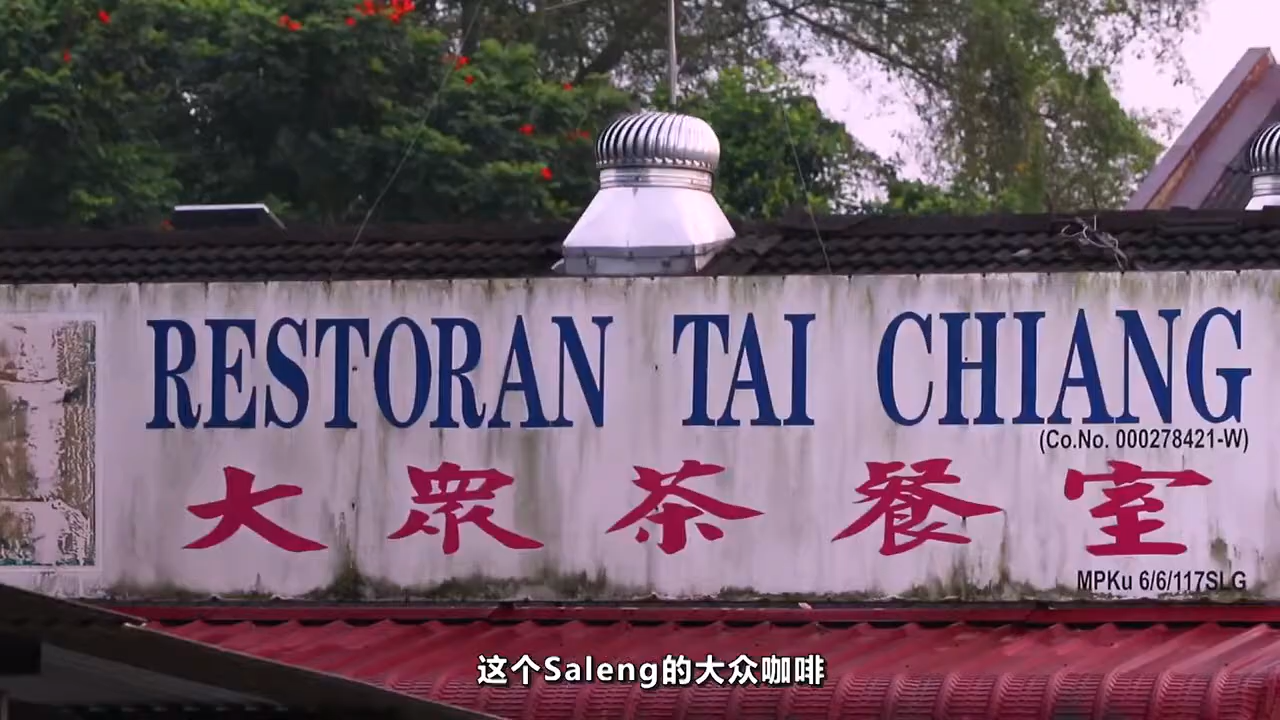 RESTORAN TAI CHIANG
(Co.No. 000278421-W)
大眾茶餐室
MPKu 6/6/117SLG
这个Saleng的大众咖啡